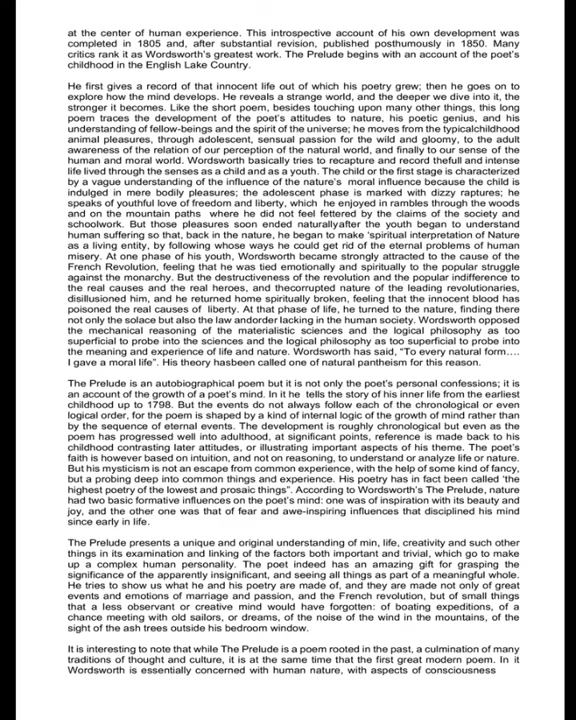 at the center of human experience. This introspective account of his own development was
completed in 1805 and, after substantial revision, published posthumously in 1850. Many
critics rank it as Wordsworth's greatest work. The Prelude begins with an account of the poet's
childhood in the English Lake Country.
He first gives a record of that innocent life out of which his poetry grew; then he goes on to
explore how the mind develops. He reveals a strange world, and the deeper we dive into it, the
stronger it becomes. Like the short poem, besides touching upon many other things, this long
poem traces the development of the poet's attitudes to nature, his poetic genius, and his
understanding of fellow-beings and the spirit of the universe; he moves from the typicalchildhood
animal pleasures, through adolescent, sensual passion for the wild and gloomy, to the adult
awareness of the relation of our perception of the natural world, and finally to our sense of the
human and moral world. Wordsworth basically tries to recapture and record thefull and intense
life lived through the senses as a child and as a youth. The child or the first stage is characterized
by a vague understanding of the influence of the nature's moral influence because the child is
indulged in mere bodily pleasures; the adolescent phase is marked with dizzy raptures; he
speaks of youthful love of freedom and liberty, which he enjoyed in rambles through the woods
and on the mountain paths where he did not feel fettered by the claims of the society and
schoolwork. But those pleasures soon ended naturallyafter the youth began to understand
human suffering so that, back in the nature, he began to make 'spiritual interpretation of Nature
as a living entity, by following whose ways he could get rid of the eternal problems of human
misery. At one phase of his youth, Wordsworth became strongly attracted to the cause of the
French Revolution, feeling that he was tied emotionally and spiritually to the popular struggle
against the monarchy. But the destructiveness of the revolution and the popular indifference to
the real causes and the real heroes, and thecorrupted nature of the leading revolutionaries,
disillusioned him, and he returned home spiritually broken, feeling that the innocent blood has
poisoned the real causes of liberty. At that phase of life, he turned to the nature, finding there
not only the solace but also the law andorder lacking in the human society. Wordsworth opposed
the mechanical reasoning of the materialistic sciences and the logical philosophy as too
superficial to probe into the sciences and the logical philosophy as too superficial to probe into
the meaning and experience of life and nature. Wordsworth has said, "To every natural form....
I gave a moral life". His theory hasbeen called one of natural pantheism for this reason.
The Prelude is an autobiographical poem but it is not only the poet's personal confessions; it is
an account of the growth of a poet's mind. In it he tells the story of his inner life from the earliest
childhood up to 1798. But the events do not always follow each of the chronological or even
logical order, for the poem is shaped by a kind of internal logic of the growth of mind rather than
by the sequence of eternal events. The development is roughly chronological but even as the
poem has progressed well into adulthood, at significant points, reference is made back to his
childhood contrasting later attitudes, or illustrating important aspects of his theme. The poet's
faith is however based on intuition, and not on reasoning, to understand or analyze life or nature.
But his mysticism is not an escape from common experience, with the help of some kind of fancy,
but a probing deep into common things and experience. His poetry has in fact been called 'the
highest poetry of the lowest and prosaic things". According to Wordsworth's The Prelude, nature
had two basic formative influences on the poet's mind: one was of inspiration with its beauty and
joy, and the other one was that of fear and awe-inspiring influences that disciplined his mind
since early in life.
The Prelude presents a unique and original understanding of min, life, creativity and such other
things in its examination and linking of the factors both important and trivial, which go to make
up a complex human personality. The poet indeed has an amazing gift for grasping the
significance of the apparently insignificant, and seeing all things as part of a meaningful whole.
He tries to show us what he and his poetry are made of, and they are made not only of great
events and emotions of marriage and passion, and the French revolution, but of small things
that a less observant or creative mind would have forgotten: of boating expeditions, of a
chance meeting with old sailors, or dreams, of the noise of the wind in the mountains, of the
sight of the ash trees outside his bedroom window.
It is interesting to note that while The Prelude is a poem rooted in the past, a culmination of many
traditions of thought and culture, it is at the same time that the first great modern poem. In it
Wordsworth is essentially concerned with human nature, with aspects of consciousness